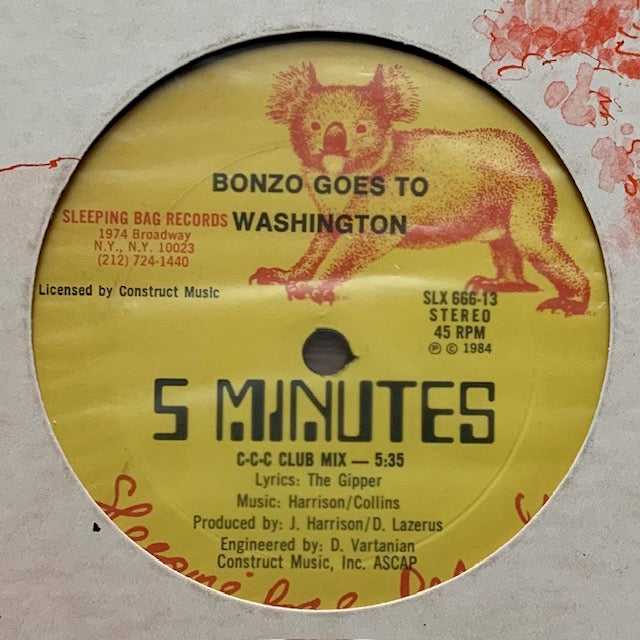 BONZO GOES TO
WASHINGTON
SLEEPING BAG RECORDS
1974 Broadway
N.Y., N.Y. 10023
(212) 724-1440
Licensed by Construct Music
SLX 666-13
STEREO
45 RPM
Ⓟ © 1984
5 MINUTES
C-C-C CLUB MIX — 5:35
Lyrics: The Gipper
Music: Harrison/Collins
Produced by: J. Harrison/D. Lazerus
Engineered by: D. Vartanian
Construct Music, Inc. ASCAP
Sleeping bag